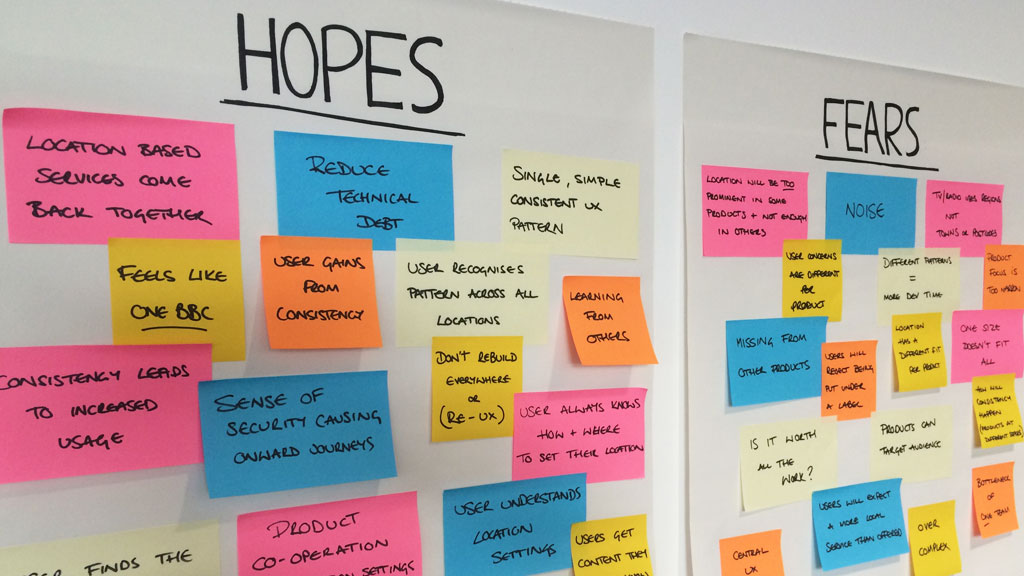 HOPES
LOCATION BASED
SERVICES COME
BACK TOGETHER
REDUCE
TECHNICAL
DEBT
SINGLE, SIMPLE
CONSISTENT UX
PATTERN
FEELS LIKE
ONE BBC
USER GAINS
FROM
CONSISTENCY
USER RECOGNISES
PATTERN ACROSS ALL
LOCATIONS
LEARNING
FROM
OTHERS
CONSISTENCY LEADS
TO INCREASED
USAGE
SENSE OF
SECURITY CAUSING
ONWARD JOURNEYS
DON'T REBUILD
EVERYWHERE
OR
(RE-UX)
USER ALWAYS KNOWS
HOW + WHERE
TO SET THEIR LOCATION
FINDS THE
PRODUCT
CO-OPERATION
SETTINGS
USER UNDERSTANDS
LOCATION
SETTINGS
USERS GET
CONTENT THEY
FEARS
LOCATION WILL BE TOO
PROMINENT IN SOME
PRODUCTS + NOT ENOUGH
IN OTHERS
NOISE
TV/RADIO USES REGIONS
NOT
TOWNS OR POSTCODES
USER CONCERNS
ARE DIFFERENT
PER
PRODUCT
DIFFERENT PATTERNS
=
MORE DEV TIME
PRODUCT
FOCUS IS
TOO NARROW
MISSING FROM
OTHER PRODUCTS
USERS WILL
REJECT BEING
PUT UNDER
A LABEL
LOCATION
HAS A
DIFFERENT FIT
PER PRODUCT
ONE SIZE
DOESN'T FIT
ALL
HOW WILL
CONSISTENCY
HAPPEN
(PRODUCTS AT
DIFFERENT
IS IT WORTH
ALL THE
WORK?
PRODUCTS CAN
TARGET AUDIENCE
BOTTLENECK
OF
ONE TEAM
USERS WILL EXPECT
A MORE LOCAL
SERVICE THAN OFFERED
OVER
COMPLEX
CENTRAL
UX